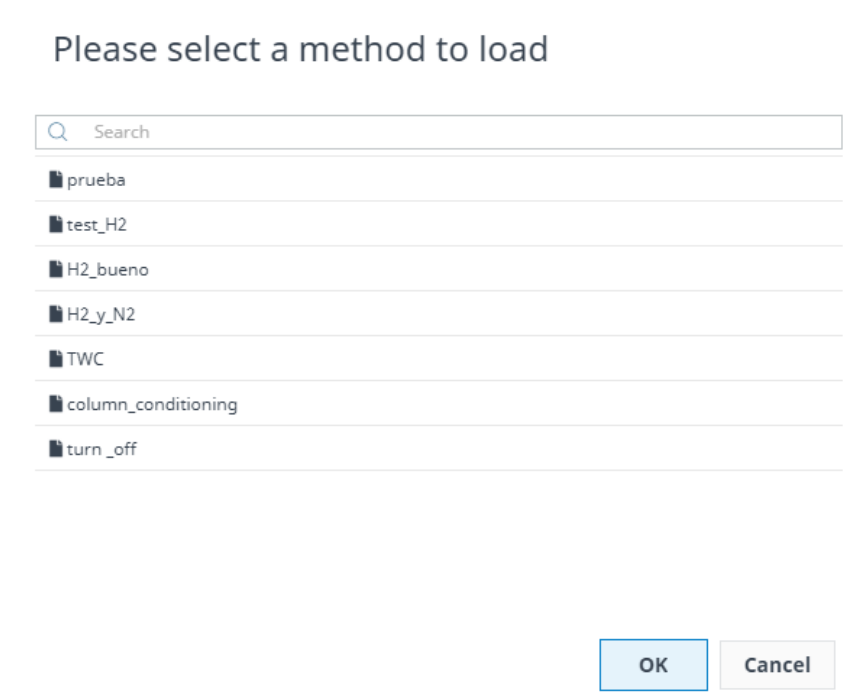 Please select a method to load
Search
prueba
test_H2
H2_bueno
H2_y_N2
TWC
column_conditioning
turn _off
OK
Cancel